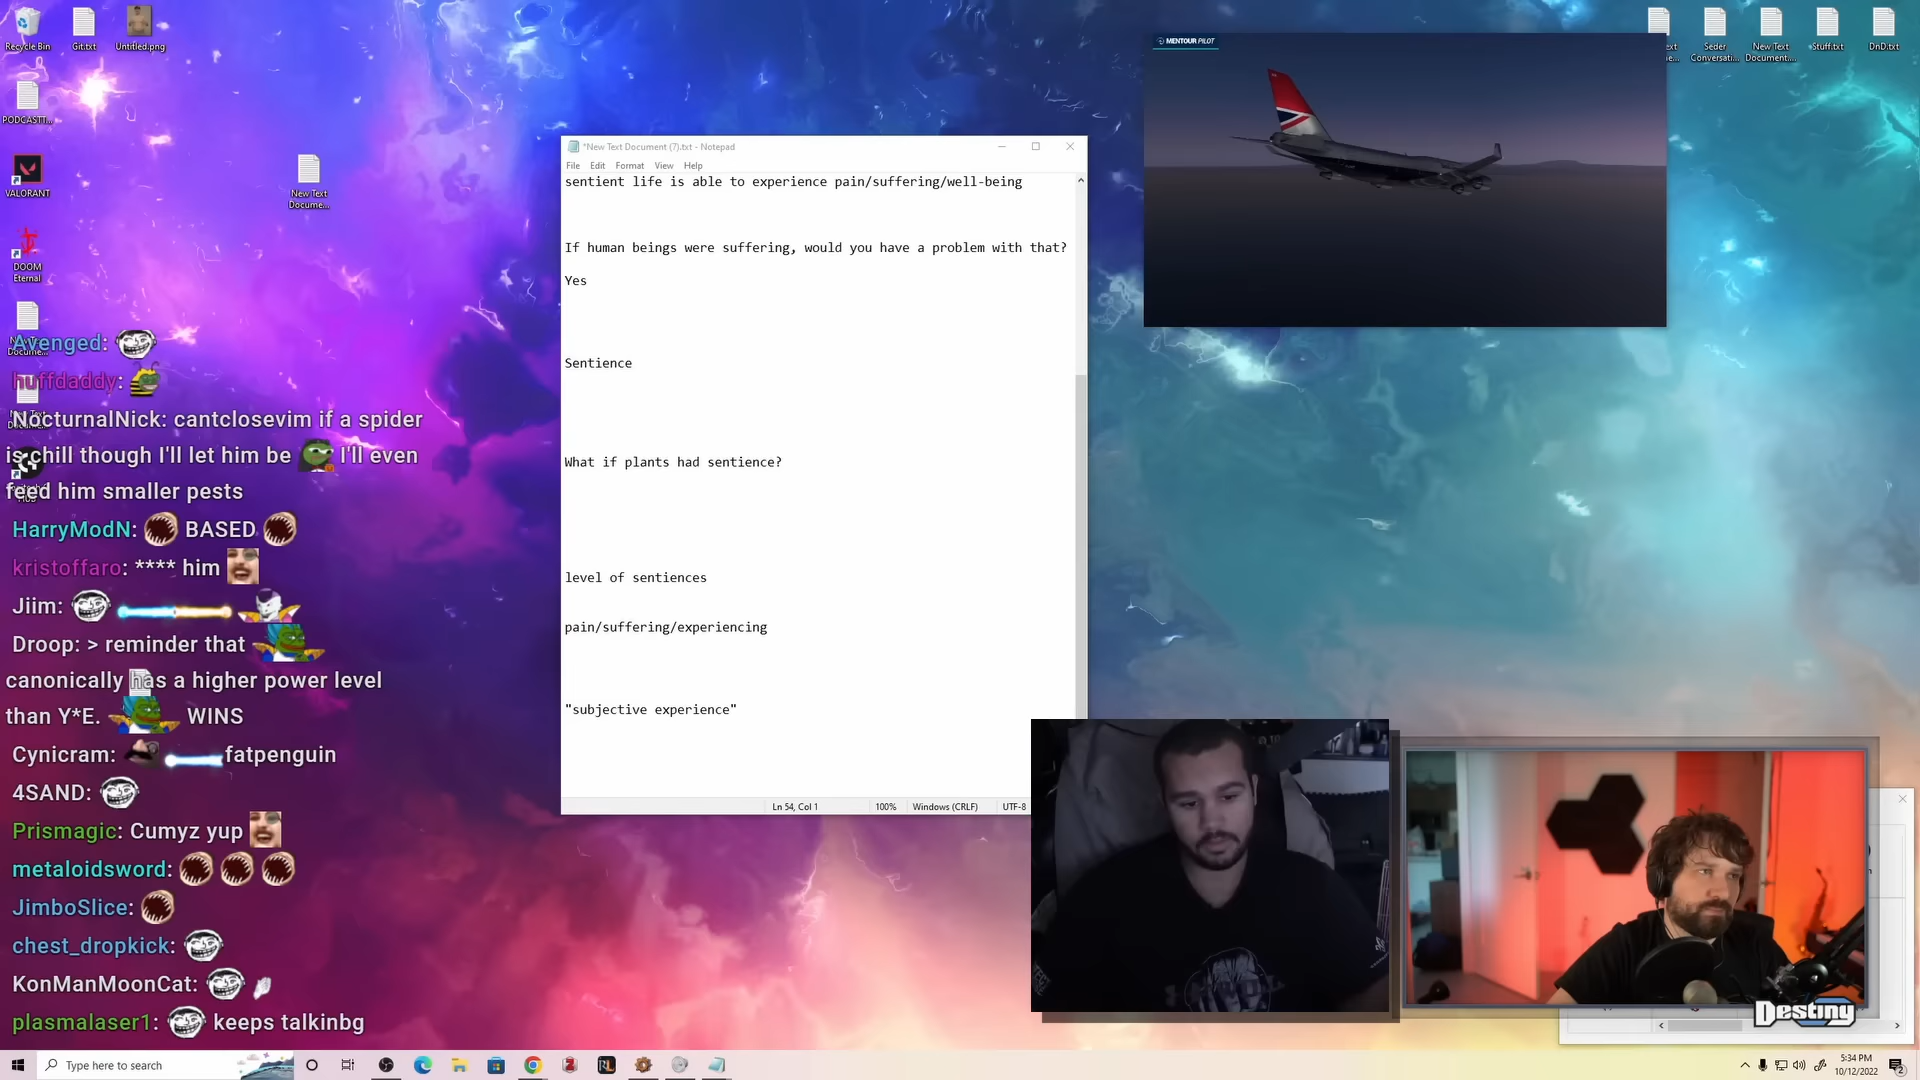 Recycle Bin
Git.txt
Untitled.png
PODCASTT...
VALORANT
New Text
Docume...
DOOM
Eternal
Avenged:
huffdaddy:
NocturnalNick: cantclosevim if a spider
is chill though I'll let him be I'll even
feed him smaller pests
HarryModN: BASED
kristoffaro: **** him
Jiim:
Droop: > reminder that
canonically has a higher power level
than Y*E. WINS
Cynicram: fatpenguin
4SAND:
Prismagic: Cumyz yup
metaloidsword:
JimboSlice:
chest_dropkick:
KonManMoonCat:
plasmalaser1: keeps talkinbg
*New Text Document (7).txt - Notepad
File Edit Format View Help
sentient life is able to experience pain/suffering/well-being
If human beings were suffering, would you have a problem with that?
Yes
Sentience
What if plants had sentience?
level of sentiences
pain/suffering/experiencing
"subjective experience"
Ln 54, Col 1 100% Windows (CRLF) UTF-8
MENTOUR PILOT
Seder
Conversati...
New Text
Document....
Stuff.txt
DnD.txt
Destiny
Type here to search
5:34 PM
10/12/2022